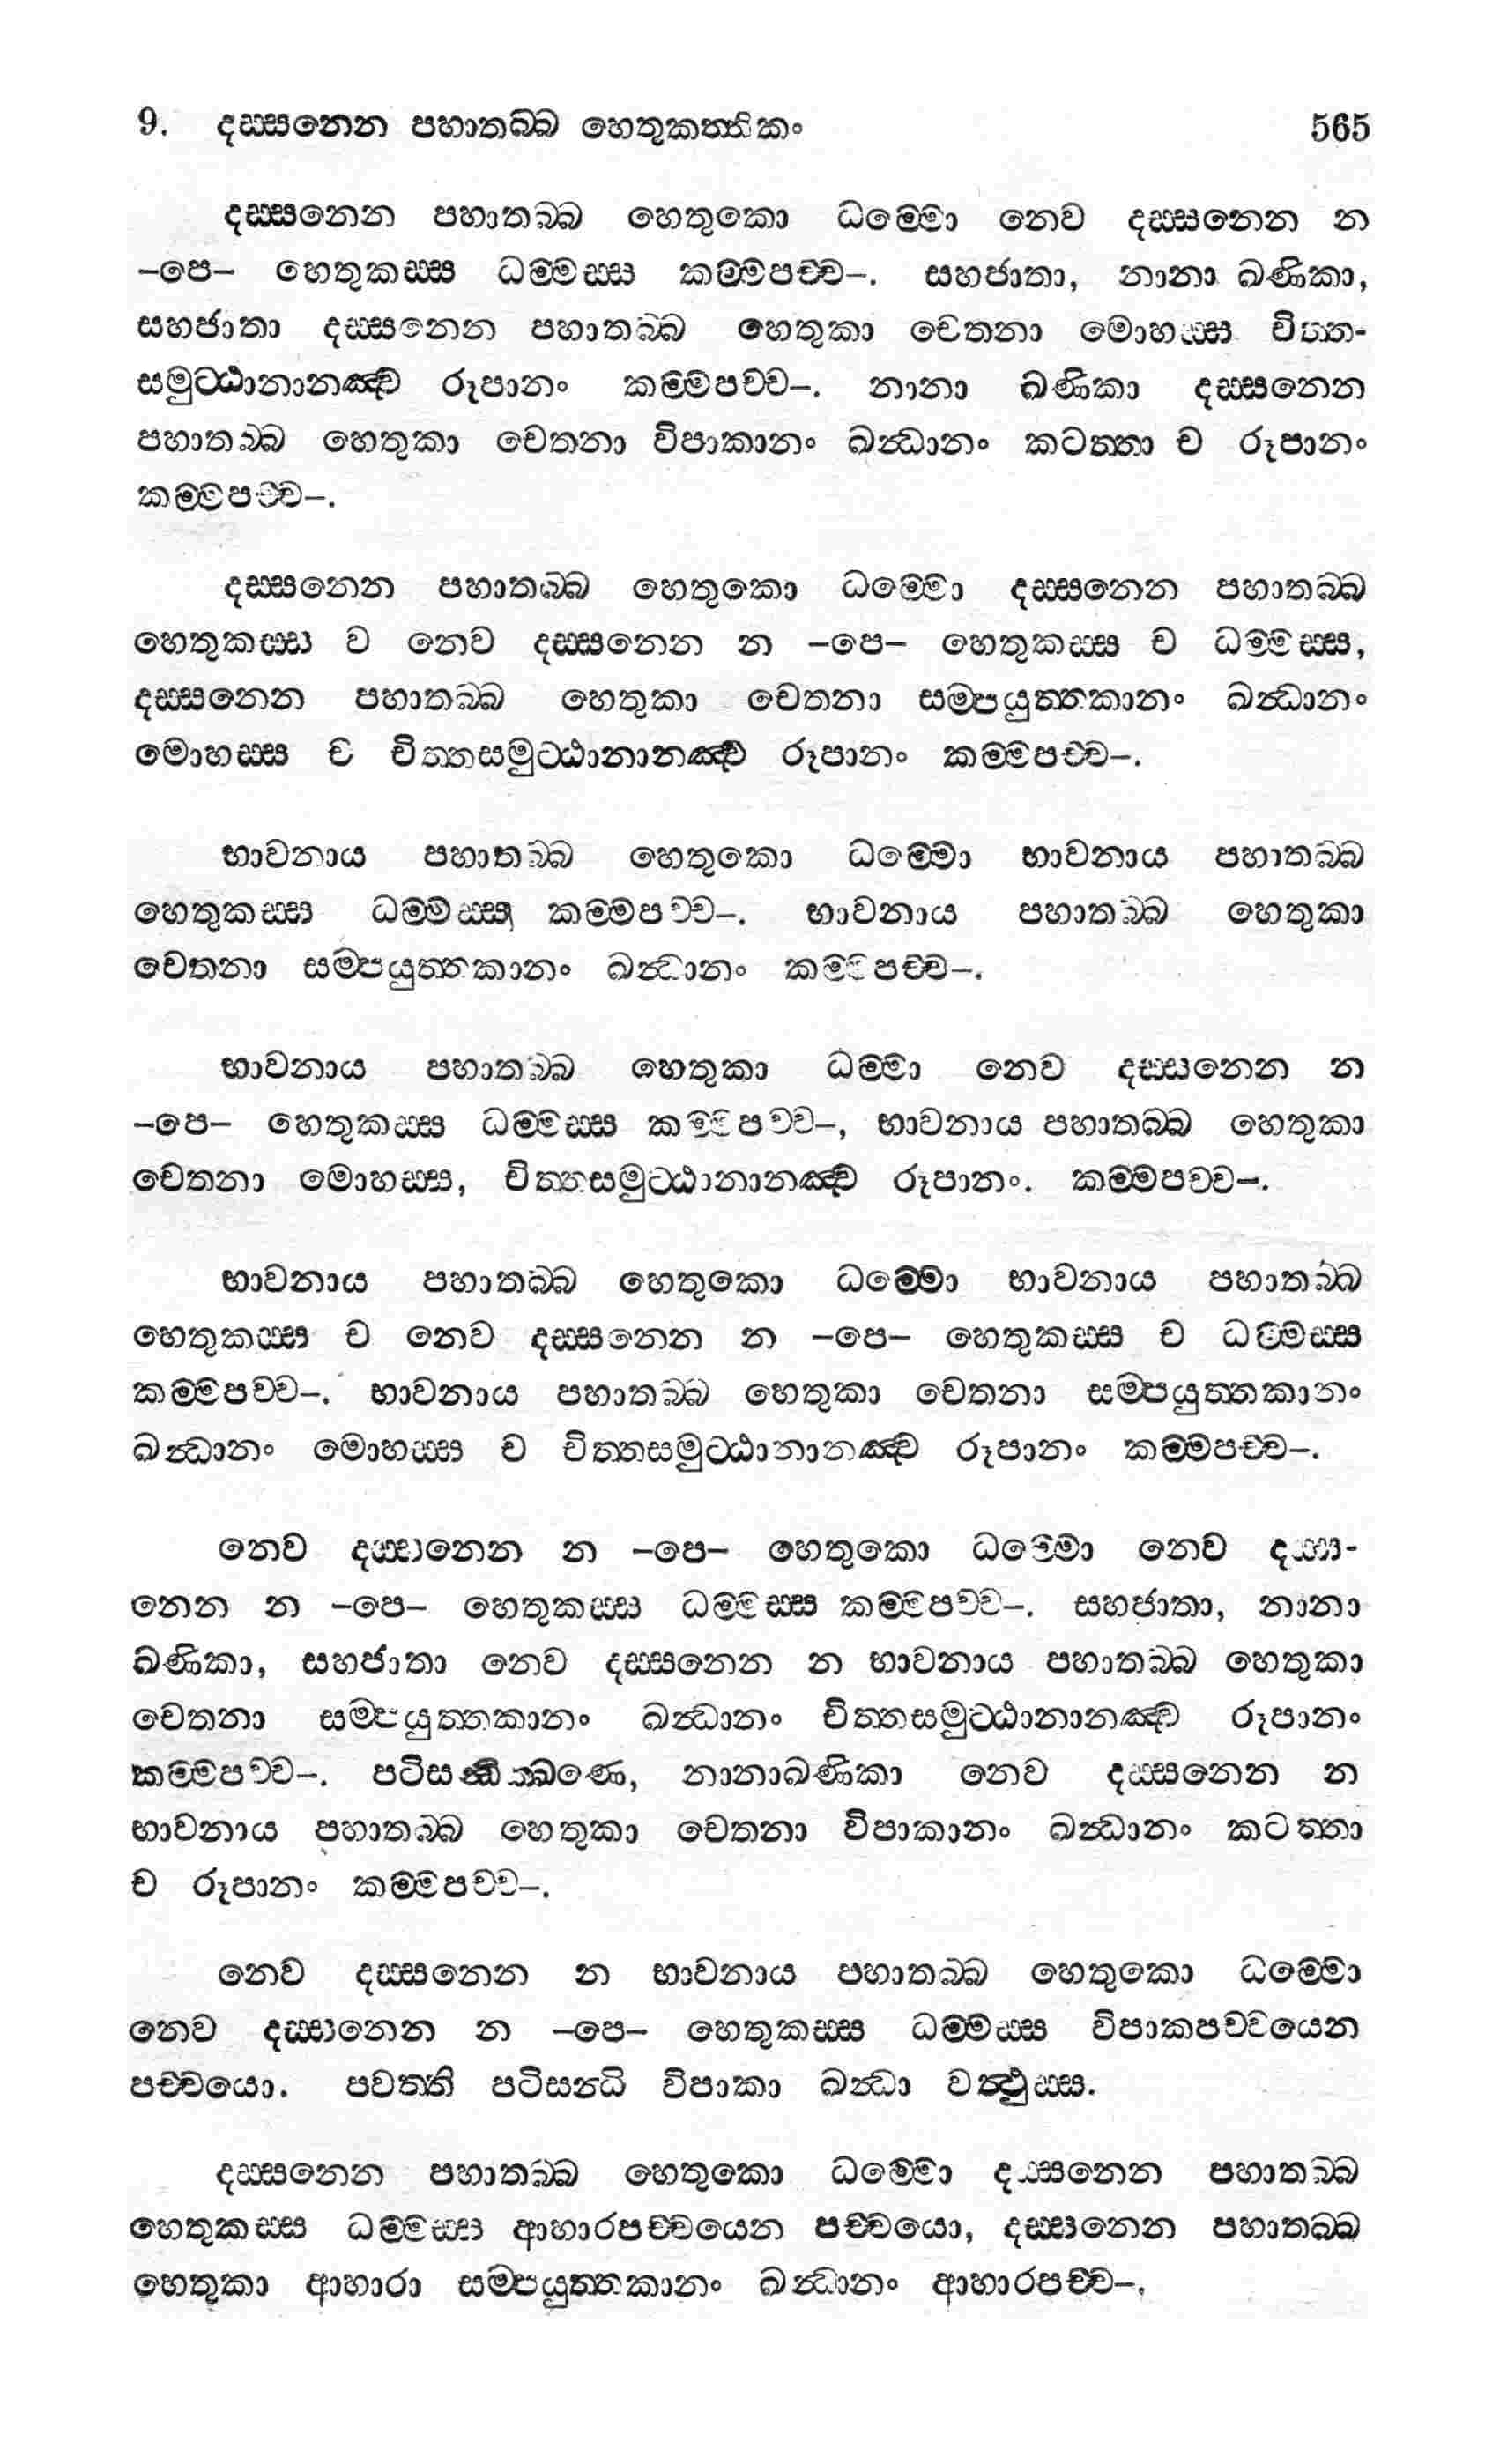 9. දස්සනෙන පහාතබ්බ හෙතුකත්තිකං 565
දස්සනෙන පහාතබ්බ හෙතුකො ධම්මො නෙව දස්සනෙන න
–පෙ– හෙතුකස්ස ධම්මස්ස කම්මපච්ච–. සහජාතා, නානා ඛණිකා,
සහජාතා දස්සනෙන පහාතබ්බ හෙතුකා චෙතනා මොහස්ස චිත්ත-
සමුට්ඨානානඤ්ච රූපානං කම්මපච්ච–. නානා ඛණිකා දස්සනෙන
පහාතබ්බ හෙතුකා චෙතනා විපාකානං ඛන්ධානං කටත්තා ච රූපානං
කම්මපච්ච–.
දස්සනෙන පහාතබ්බ හෙතුකො ධම්මො දස්සනෙන පහාතබ්බ
හෙතුකස්ස ව නෙව දස්සනෙන න –පෙ– හෙතුකස්ස ච ධම්මස්ස,
දස්සනෙන පහාතබ්බ හෙතුකා චෙතනා සම්පයුත්තකානං ඛන්ධානං
මොහස්ස ච චිත්තසමුට්ඨානානඤ්ච රූපානං කම්මපච්ච–.
භාවනාය පහාතබ්බ හෙතුකො ධම්මො භාවනාය පහාතබ්බ
හෙතුකස්ස ධම්මස්ස කම්මපච්ච–. භාවනාය පහාතබ්බ හෙතුකා
චෙතනා සම්පයුත්තකානං ඛන්ධානං කම්මපච්ච–.
භාවනාය පහාතබ්බ හෙතුකා ධම්මා නෙව දස්සනෙන න
–පෙ– හෙතුකස්ස ධම්මස්ස කම්මපච්ච–, භාවනාය පහාතබ්බ හෙතුකා
චෙතනා මොහස්ස, චිත්තසමුට්ඨානානඤ්ච රූපානං. කම්මපච්ච–.
භාවනාය පහාතබ්බ හෙතුකො ධම්මො භාවනාය පහාතබ්බ
හෙතුකස්ස ච නෙව දස්සනෙන න –පෙ– හෙතුකස්ස ච ධම්මස්ස
කම්මපච්ච–. භාවනාය පහාතබ්බ හෙතුකා චෙතනා සම්පයුත්තකානං
ඛන්ධානං මොහස්ස ච චිත්තසමුට්ඨානානඤ්ච රූපානං කම්මපච්ච–.
නෙව දස්සනෙන න –පෙ– හෙතුකො ධම්මො නෙව දස්ස-
නෙන න –පෙ– හෙතුකස්ස ධම්මස්ස කම්මපච්ච–. සහජාතා, නානා
ඛණිකා, සහජාතා නෙව දස්සනෙන න භාවනාය පහාතබ්බ හෙතුකා
චෙතනා සම්පයුත්තකානං ඛන්ධානං චිත්තසමුට්ඨානානඤ්ච රූපානං
කම්මපච්ච–. පටිසන්ධික්ඛණෙ, නානාඛණිකා නෙව දස්සනෙන න
භාවනාය පහාතබ්බ හෙතුකා චෙතනා විපාකානං ඛන්ධානං කටත්තා
ච රූපානං කම්මපච්ච–.
නෙව දස්සනෙන න භාවනාය පහාතබ්බ හෙතුකො ධම්මො
නෙව දස්සනෙන න –පෙ– හෙතුකස්ස ධම්මස්ස විපාකපච්චයෙන
පච්චයො. පවත්ති පටිසන්ධි විපාකා ඛන්ධා වත්ථුස්ස.
දස්සනෙන පහාතබ්බ හෙතුකො ධම්මො දස්සනෙන පහාතබ්බ
හෙතුකස්ස ධම්මස්ස ආහාරපච්චයෙන පච්චයො, දස්සනෙන පහාතබ්බ
හෙතුකා ආහාරා සම්පයුත්තකානං ඛන්ධානං ආහාරපච්ච–.